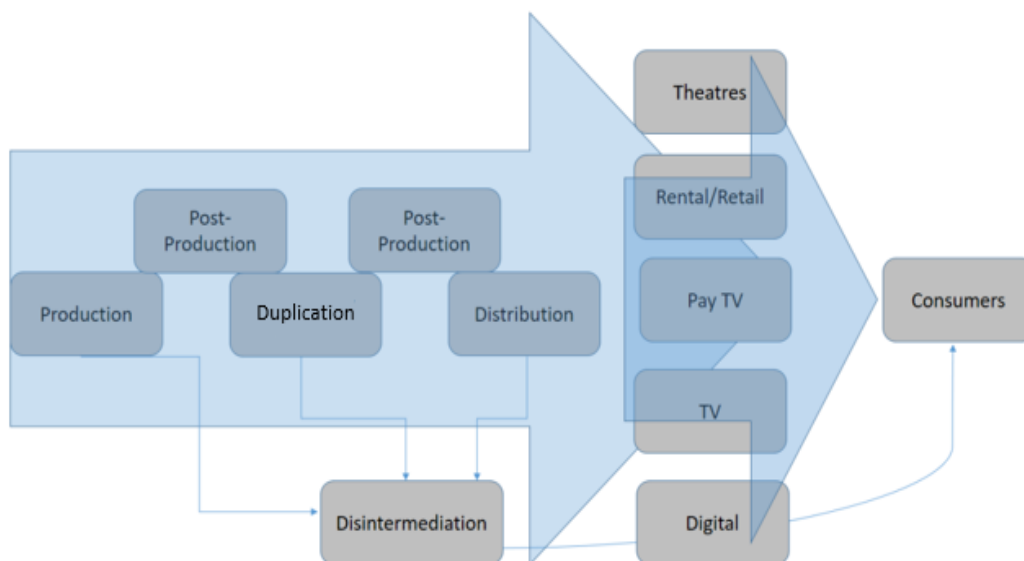 Theatres
Rental/Retail
Post-
Production
Post-
Production
Production
Duplication
Distribution
Pay TV
Consumers
TV
Disintermediation
Digital